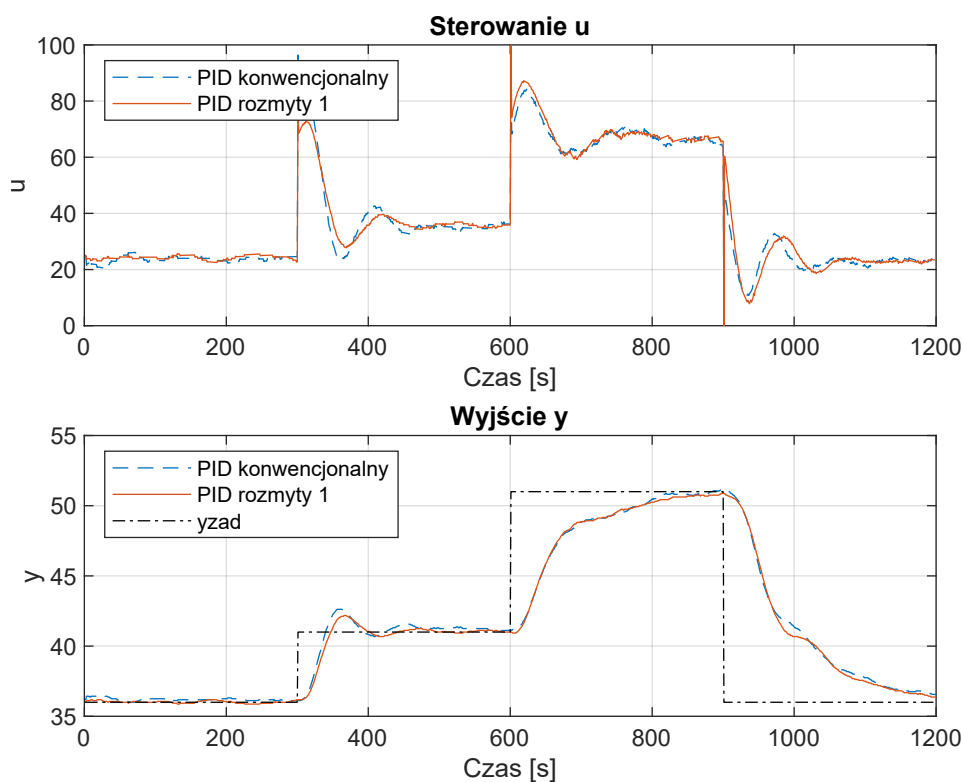 Sterowanie u
100
80
60
40
20
0
u
PID konwencjonalny
PID rozmyty 1
0 200 400 600 800 1000 1200
Czas [s]
Wyjście y
55
50
45
40
35
y
PID konwencjonalny
PID rozmyty 1
yzad
0 200 400 600 800 1000 1200
Czas [s]